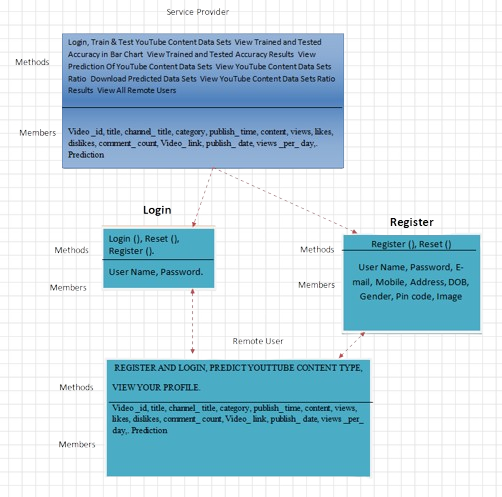 Service Provider
Login, Train & Test YouTube Content Data Sets View Trained and Tested
Accuracy in Bar Chart View Trained and Tested Accuracy Results View
Prediction Of YouTube Content Data Sets View YouTube Content Data Sets
Ratio Download Predicted Data Sets View YouTube Content Data Sets Ratio
Results View All Remote Users
Methods
Members
Video _id, title, channel_ title, category, publish_ time, content, views, likes,
dislikes, comment_ count, Video_ link, publish_ date, views _per_ day,.
Prediction
Login
Methods
Login (), Reset (),
Register ().
User Name, Password.
Members
Register
Methods
Register (), Reset ()
Members
User Name, Password, E-
mail, Mobile, Address, DOB,
Gender, Pin code, Image
Remote User
Methods
REGISTER AND LOGIN, PREDICT YOUTTUBE CONTENT TYPE,
VIEW YOUR PROFILE.
Video _id, title, channel_ title, category, publish_ time, content, views,
likes, dislikes, comment_ count, Video_ link, publish_ date, views _per_
day,. Prediction
Members